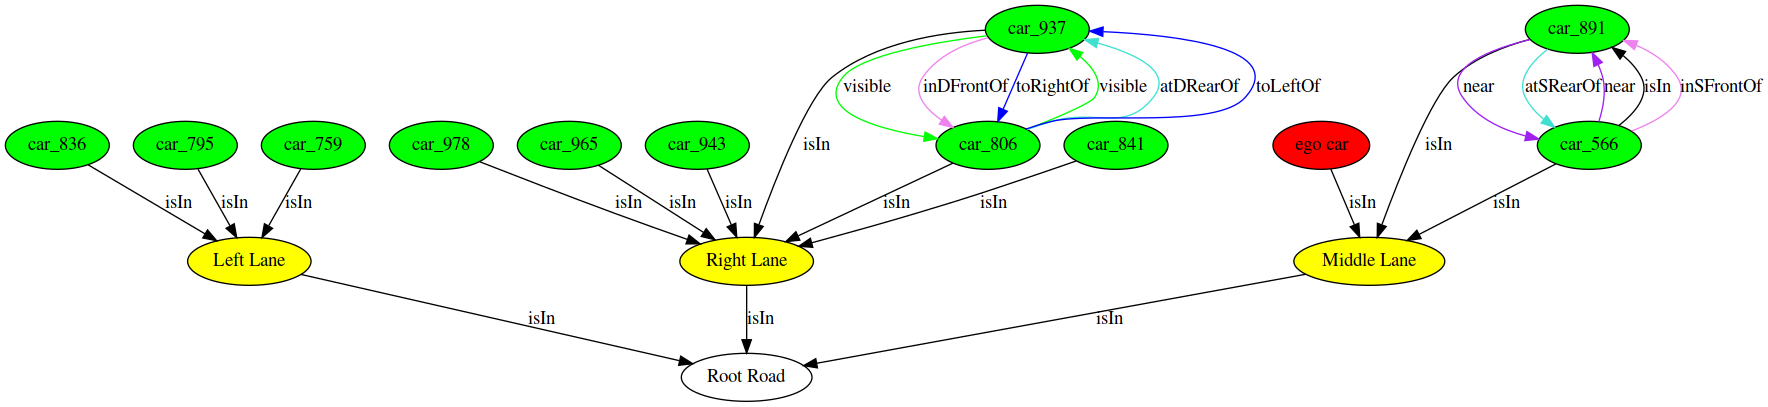 car_937
car_891
visible
inDFrontOf
toRightOf
visible
atDRearOf
toLeftOf
near
atSRearOf
near
isIn
inSFrontOf
car_836
car_795
car_759
car_978
car_965
car_943
isIn
car_806
car_841
ego car
isIn
car_566
isIn
isIn
isIn
isIn
isIn
isIn
isIn
isIn
isIn
isIn
Left Lane
Right Lane
Middle Lane
isIn
isIn
isIn
Root Road